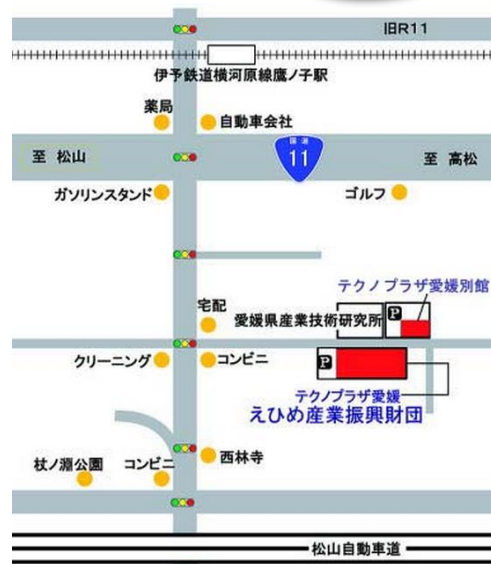 旧R11
伊予鉄道横河原線鷹ノ子駅
薬局
自動車会社
至 松山
国道
11
至 高松
ガソリンスタンド
ゴルフ
テクノプラザ愛媛別館
宅配
愛媛県産業技術研究所
P
クリーニング
コンビニ
P
テクノプラザ愛媛
えひめ産業振興財団
杖ノ淵公園
コンビニ
西林寺
松山自動車道